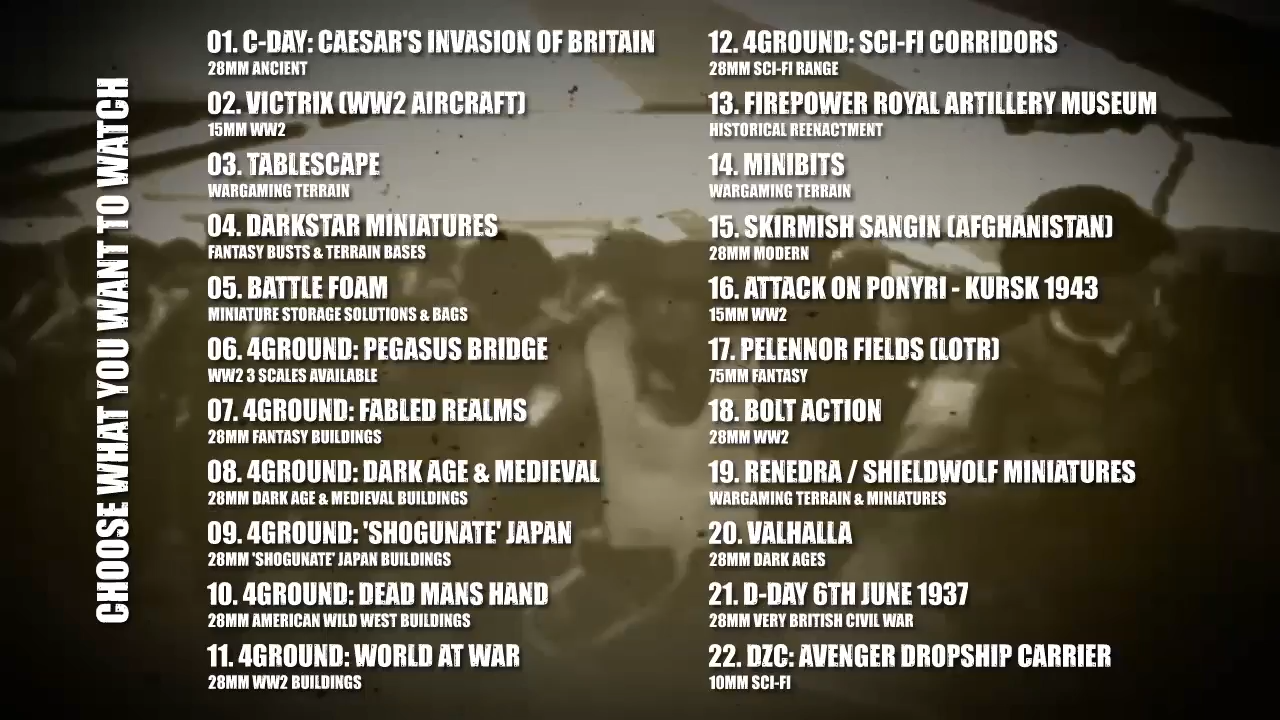 CHOOSE WHAT YOU WANT TO WATCH
01. C-DAY: CAESAR'S INVASION OF BRITAIN
28MM ANCIENT
02. VICTRIX (WW2 AIRCRAFT)
15MM WW2
03. TABLESCAPE
WARGAMING TERRAIN
04. DARKSTAR MINIATURES
FANTASY BUSTS & TERRAIN BASES
05. BATTLE FOAM
MINIATURE STORAGE SOLUTIONS & BAGS
06. 4GROUND: PEGASUS BRIDGE
WW2 3 SCALES AVAILABLE
07. 4GROUND: FABLED REALMS
28MM FANTASY BUILDINGS
08. 4GROUND: DARK AGE & MEDIEVAL
28MM DARK AGE & MEDIEVAL BUILDINGS
09. 4GROUND: 'SHOGUNATE' JAPAN
28MM 'SHOGUNATE' JAPAN BUILDINGS
10. 4GROUND: DEAD MANS HAND
28MM AMERICAN WILD WEST BUILDINGS
11. 4GROUND: WORLD AT WAR
28MM WW2 BUILDINGS
12. 4GROUND: SCI-FI CORRIDORS
28MM SCI-FI RANGE
13. FIREPOWER ROYAL ARTILLERY MUSEUM
HISTORICAL REENACTMENT
14. MINIBITS
WARGAMING TERRAIN
15. SKIRMISH SANGIN (AFGHANISTAN)
28MM MODERN
16. ATTACK ON PONYRI - KURSK 1943
15MM WW2
17. PELENNOR FIELDS (LOTR)
75MM FANTASY
18. BOLT ACTION
28MM WW2
19. RENEDRA / SHIELDWOLF MINIATURES
WARGAMING TERRAIN & MINIATURES
20. VALHALLA
28MM DARK AGES
21. D-DAY 6TH JUNE 1937
28MM VERY BRITISH CIVIL WAR
22. DZC: AVENGER DROPSHIP CARRIER
10MM SCI-FI